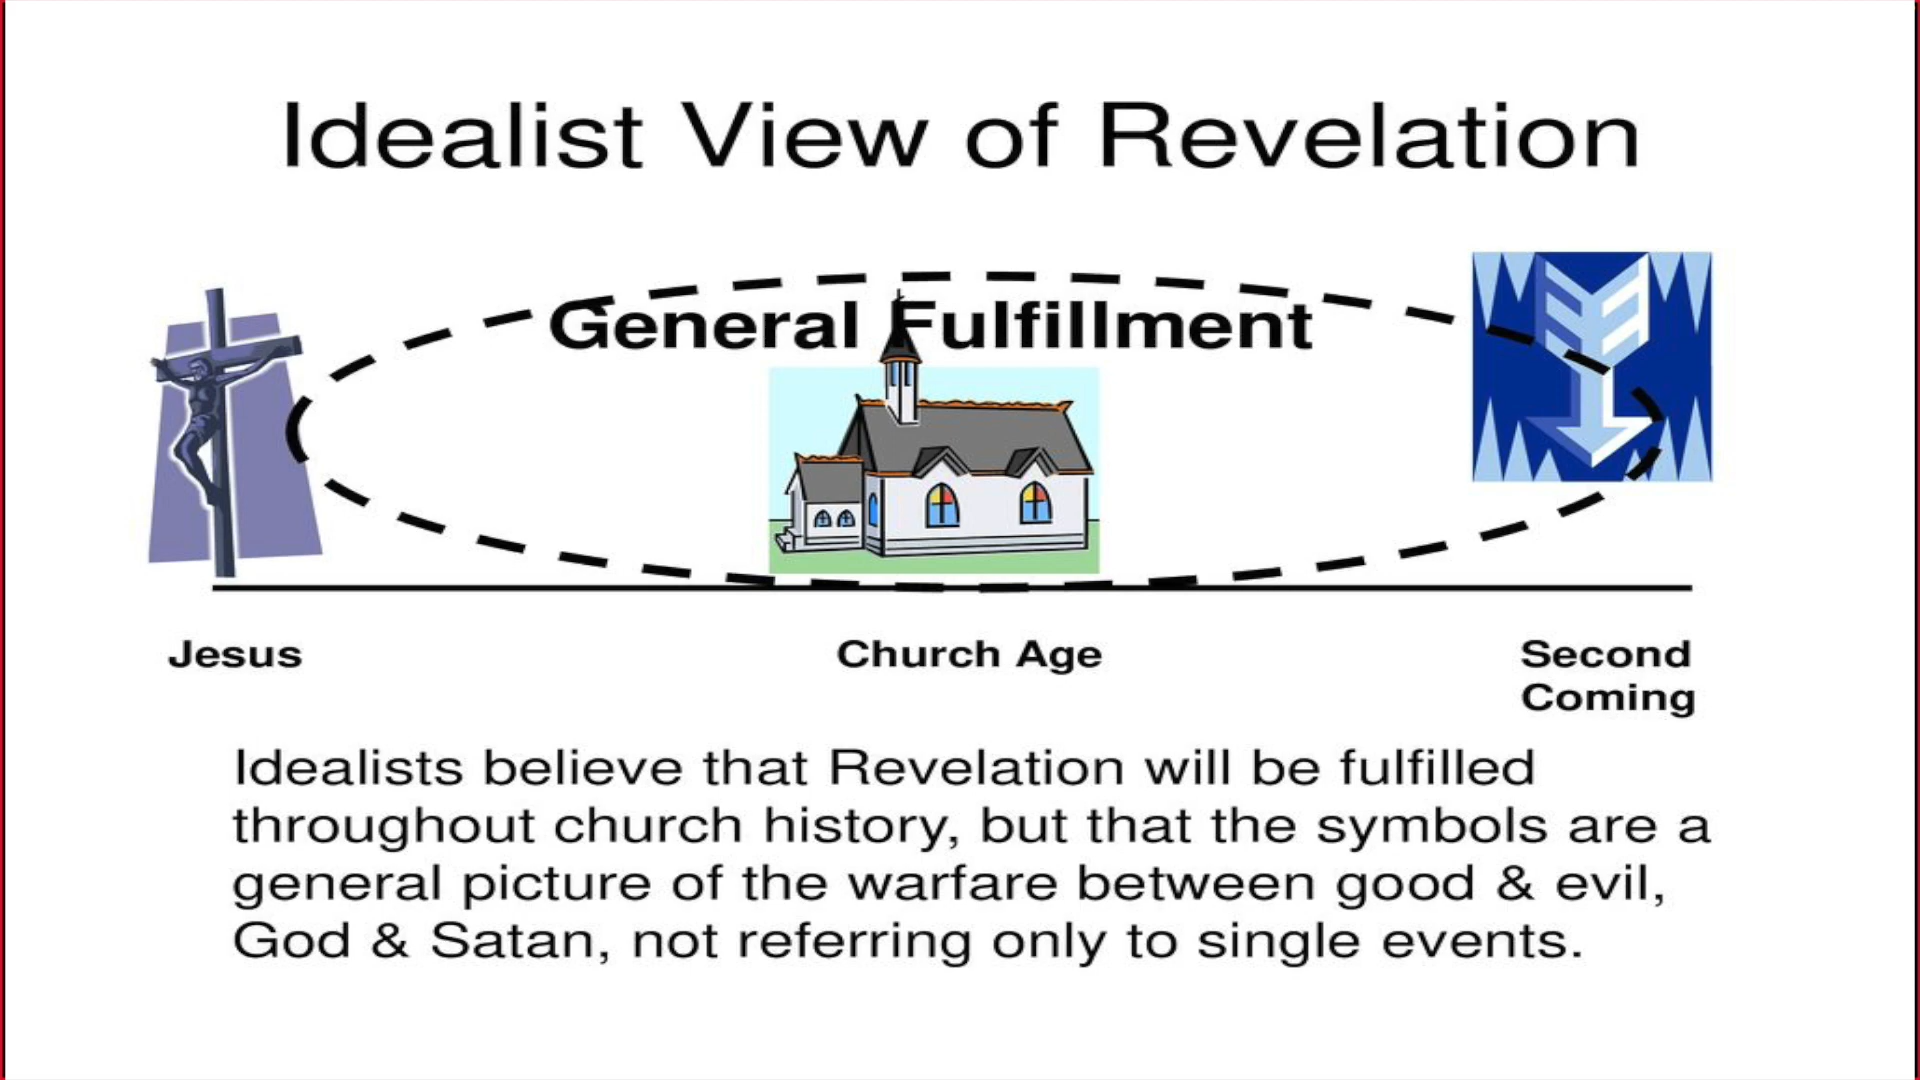 Idealist View of Revelation
General Fulfillment
Jesus
Church Age
Second
Coming
Idealists believe that Revelation will be fulfilled
throughout church history, but that the symbols are a
general picture of the warfare between good & evil,
God & Satan, not referring only to single events.